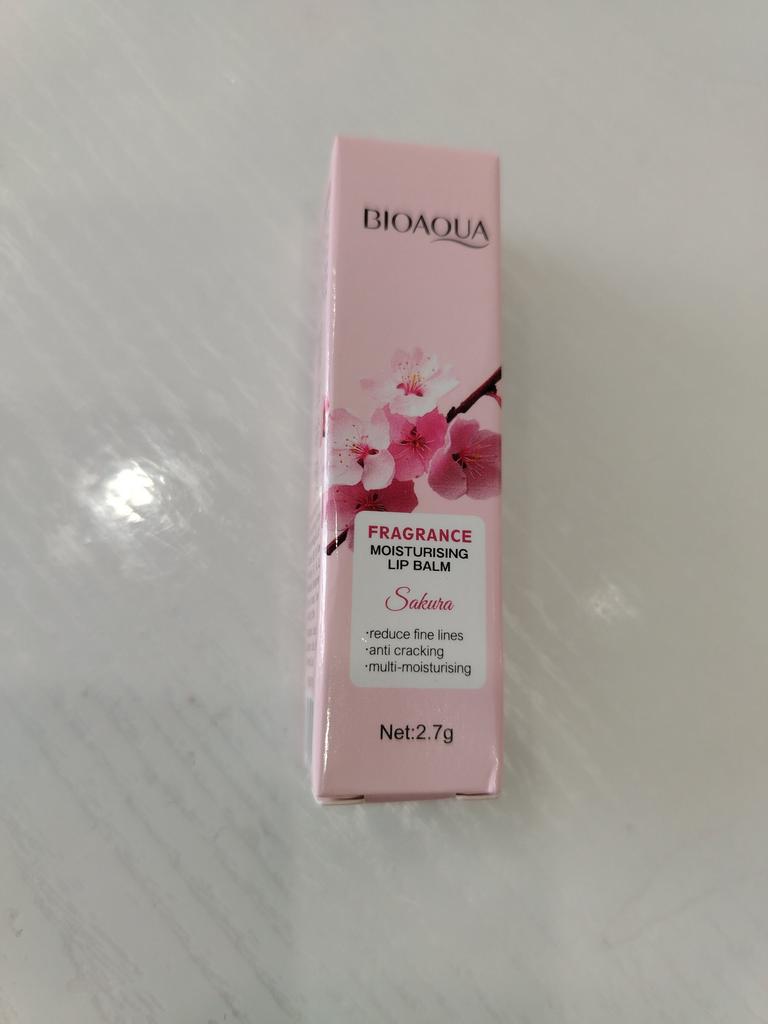 BIOAQUA
FRAGRANCE
MOISTURISING
LIP BALM
Sakura
·reduce fine lines
·anti cracking
·multi-moisturising
Net:2.7g